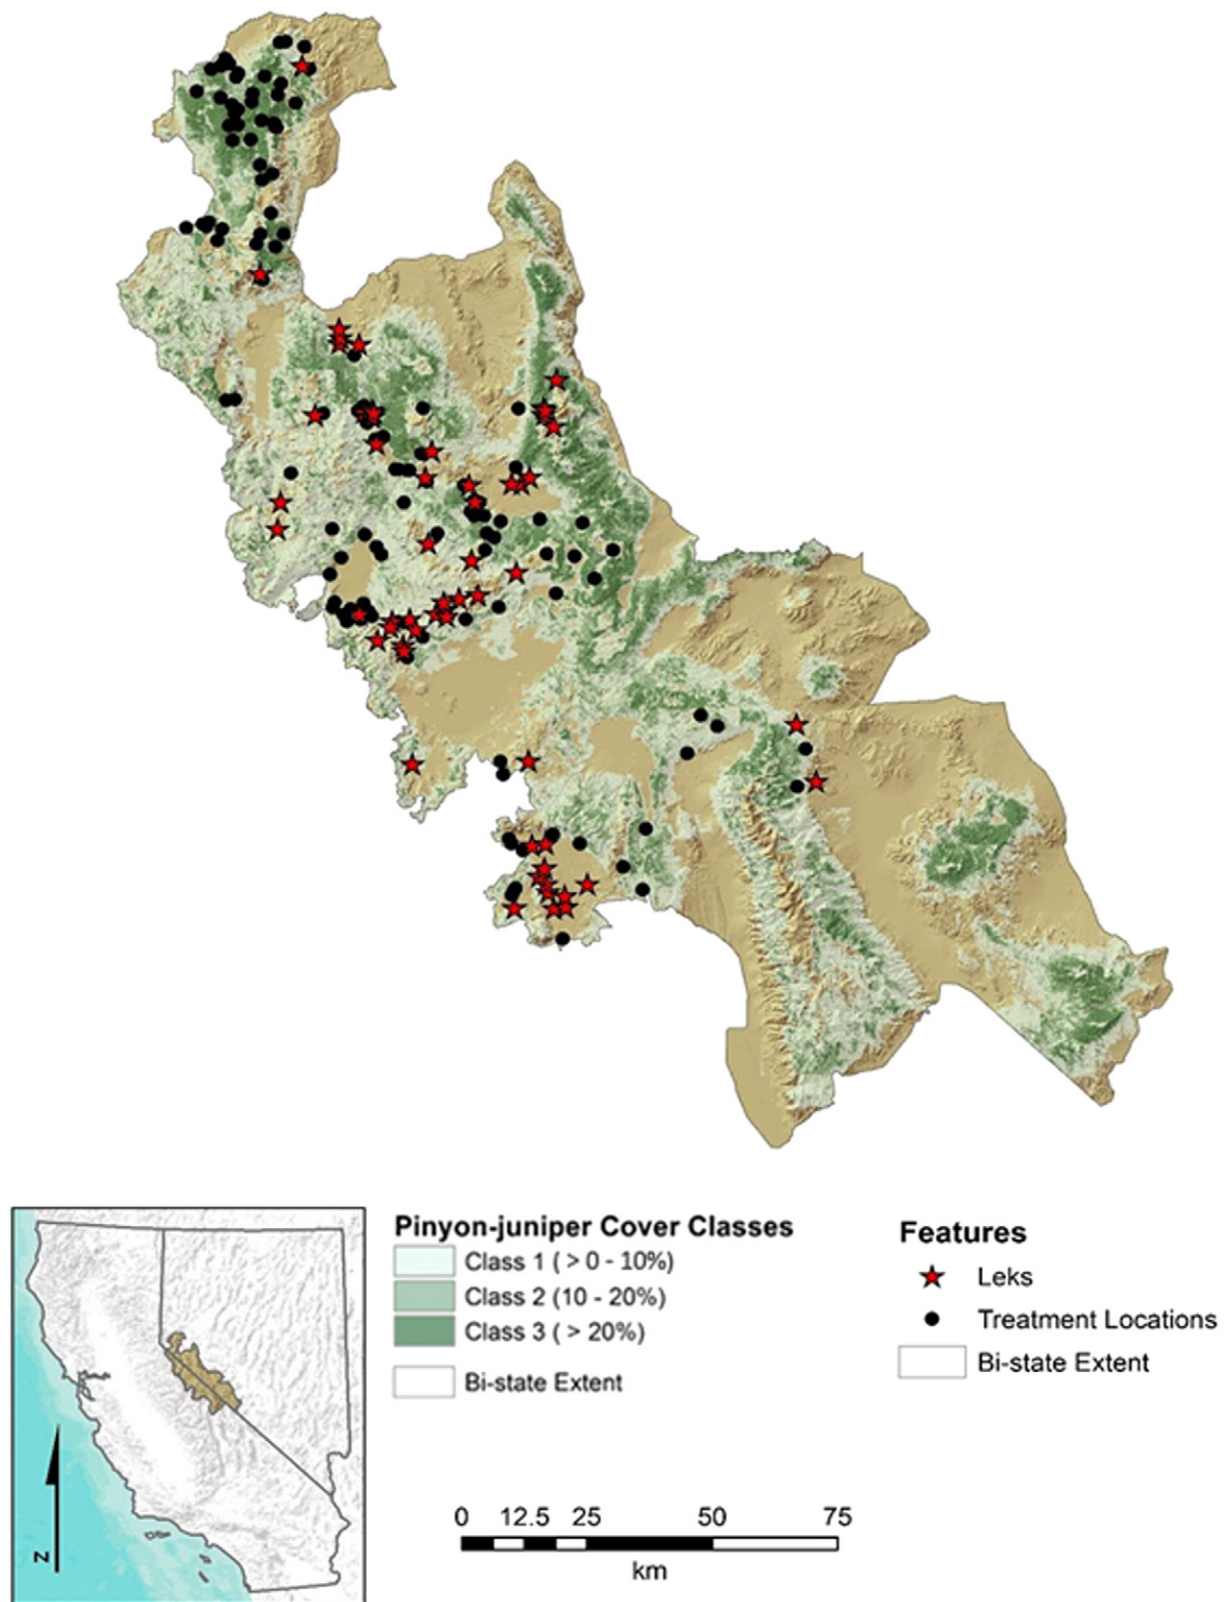 Pinyon-juniper Cover Classes
Class 1 ( > 0 - 10%)
Class 2 (10 - 20%)
Class 3 ( > 20%)
Bi-state Extent
Features
Leks
Treatment Locations
Bi-state Extent
N
0 12.5 25 50 75
km